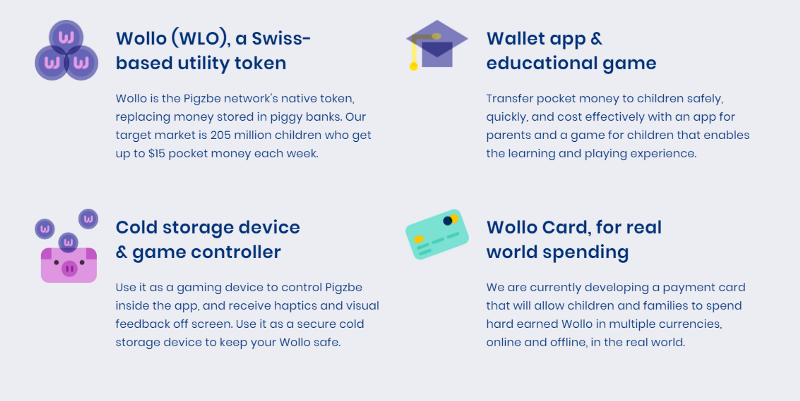 Wollo (WLO), a Swiss-
based utility token
Wollo is the Pigzbe network's native token,
replacing money stored in piggy banks. Our
target market is 205 million children who get
up to $15 pocket money each week.
Wallet app &
educational game
Transfer pocket money to children safely,
quickly, and cost effectively with an app for
parents and a game for children that enables
the learning and playing experience.
Cold storage device
& game controller
Use it as a gaming device to control Pigzbe
inside the app, and receive haptics and visual
feedback off screen. Use it as a secure cold
storage device to keep your Wollo safe.
Wollo Card, for real
world spending
We are currently developing a payment card
that will allow children and families to spend
hard earned Wollo in multiple currencies,
online and offline, in the real world.